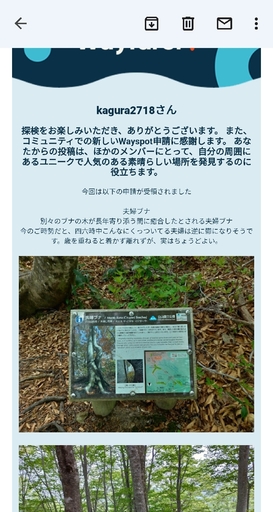 Wayfarer
kagura2718さん
探検をお楽しみいただき、ありがとうございます。 また、
コミュニティでの新しいWayspot申請に感謝します。 あな
たからの投稿は、ほかのメンバーにとって、自分の周囲に
あるユニークで人気のある素晴らしい場所を発見するのに
役立ちます。
今回は以下の申請が受領されました
夫婦ブナ
別々のブナの木が長年寄り添う間に癒合したとされる夫婦ブナ
今のご時勢だと、四六時中こんなにくっついてる夫婦は逆に稀になりそうで
す。歳を重ねると着かず離れずが、実はちょうどよい。
夫婦ブナ